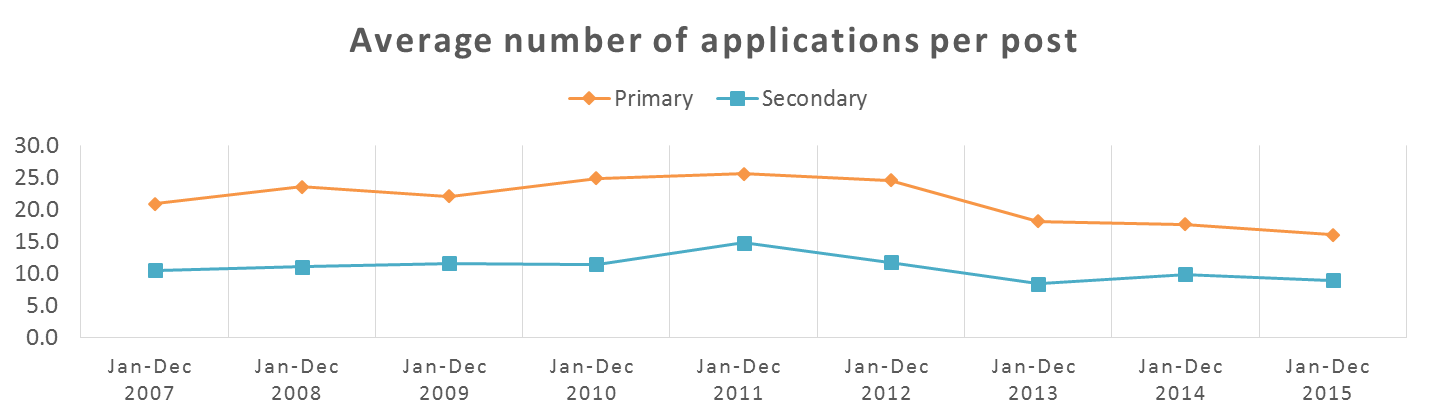 Average number of applications per post
Primary Secondary
30.0
25.0
20.0
15.0
10.0
5.0
0.0
Jan-Dec Jan-Dec Jan-Dec Jan-Dec Jan-Dec Jan-Dec Jan-Dec Jan-Dec Jan-Dec
2007 2008 2009 2010 2011 2012 2013 2014 2015